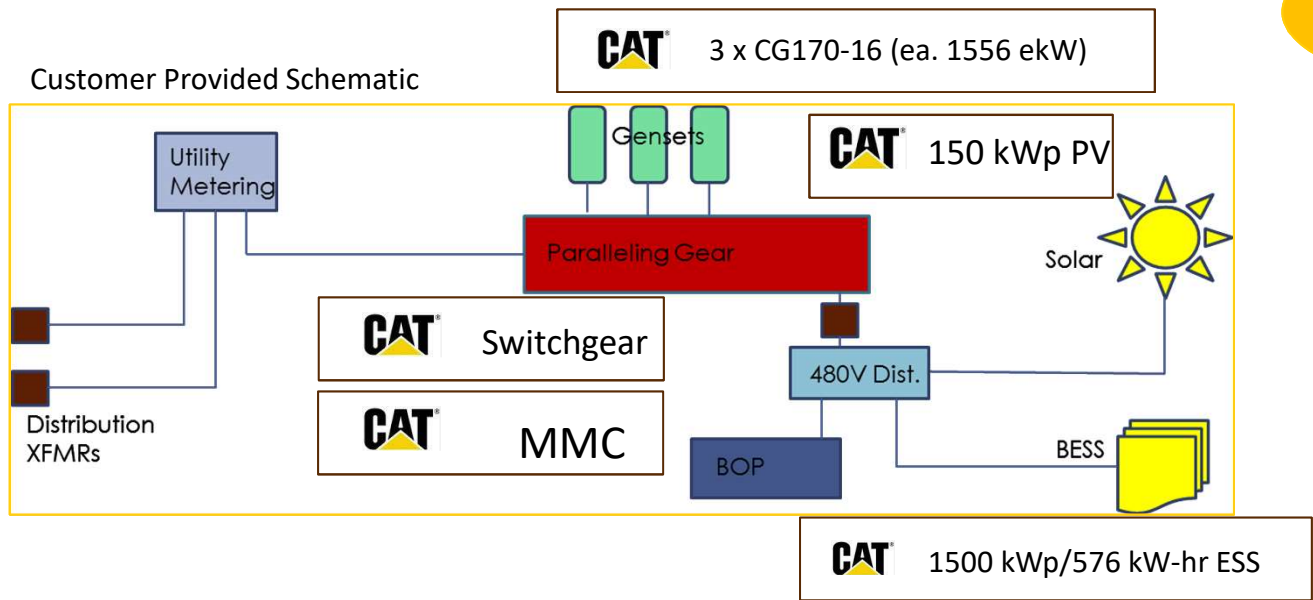 CAT® 3 x CG170-16 (ea. 1556 ekW)
Customer Provided Schematic
Utility
Metering
Gensets
CAT® 150 kWp PV
Paralleling Gear
Solar
CAT® Switchgear
480V Dist.
Distribution
XFMRs
CAT® MMC
BOP
BESS
CAT® 1500 kWp/576 kW-hr ESS